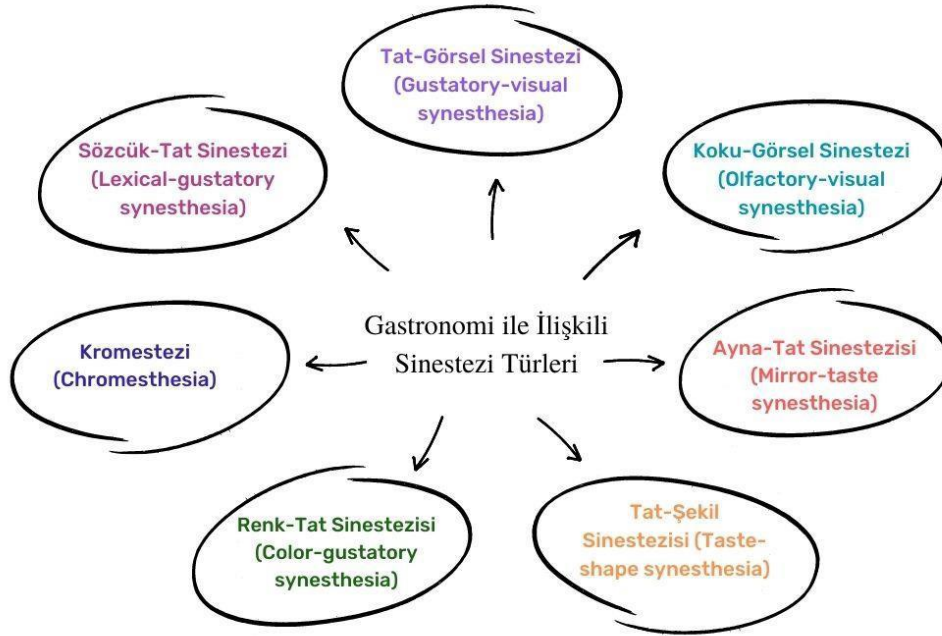 Tat-Görsel Sinestezi
(Gustatory-visual
synesthesia)
Sözcük-Tat Sinestezi
(Lexical-gustatory
synesthesia)
Koku-Görsel Sinestezi
(Olfactory-visual
synesthesia)
Gastronomi ile İlişkili
Sinestezi Türleri
Kromestezi
(Chromesthesia)
Ayna-Tat Sinestezisi
(Mirror-taste
synesthesia)
Renk-Tat Sinestezisi
(Color-gustatory
synesthesia)
Tat-Şekil
Sinestezisi (Taste-
shape synesthesia)